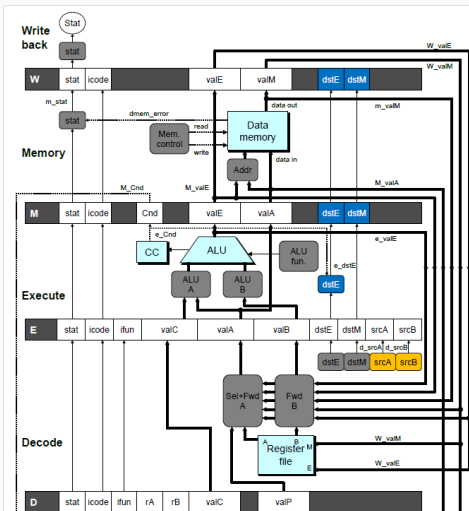 Stat
Write
back
stat
W_valE
W_valM
W stat icode valE valM dstE dstM
m_stat
data out
m_valM
stat
dmem_error
Mem.
control
read
write
Data
memory
Memory
data in
Addr
M_Cnd
M_valE
M_valA
M stat icode Cnd valE valA dstE dstM
e_Cnd
e_valE
CC
ALU
ALU
fun.
e_dstE
ALU
A
ALU
B
dstE
Execute
E stat icode ifun valC valA valB dstE dstM srcA srcB
d_srcA d_srcB
dstE dstM srcA srcB
Sel+Fwd
A
Fwd
B
Decode
A B M
Register
file
E
W_valM
W_valE
D stat icode ifun rA rB valC valP